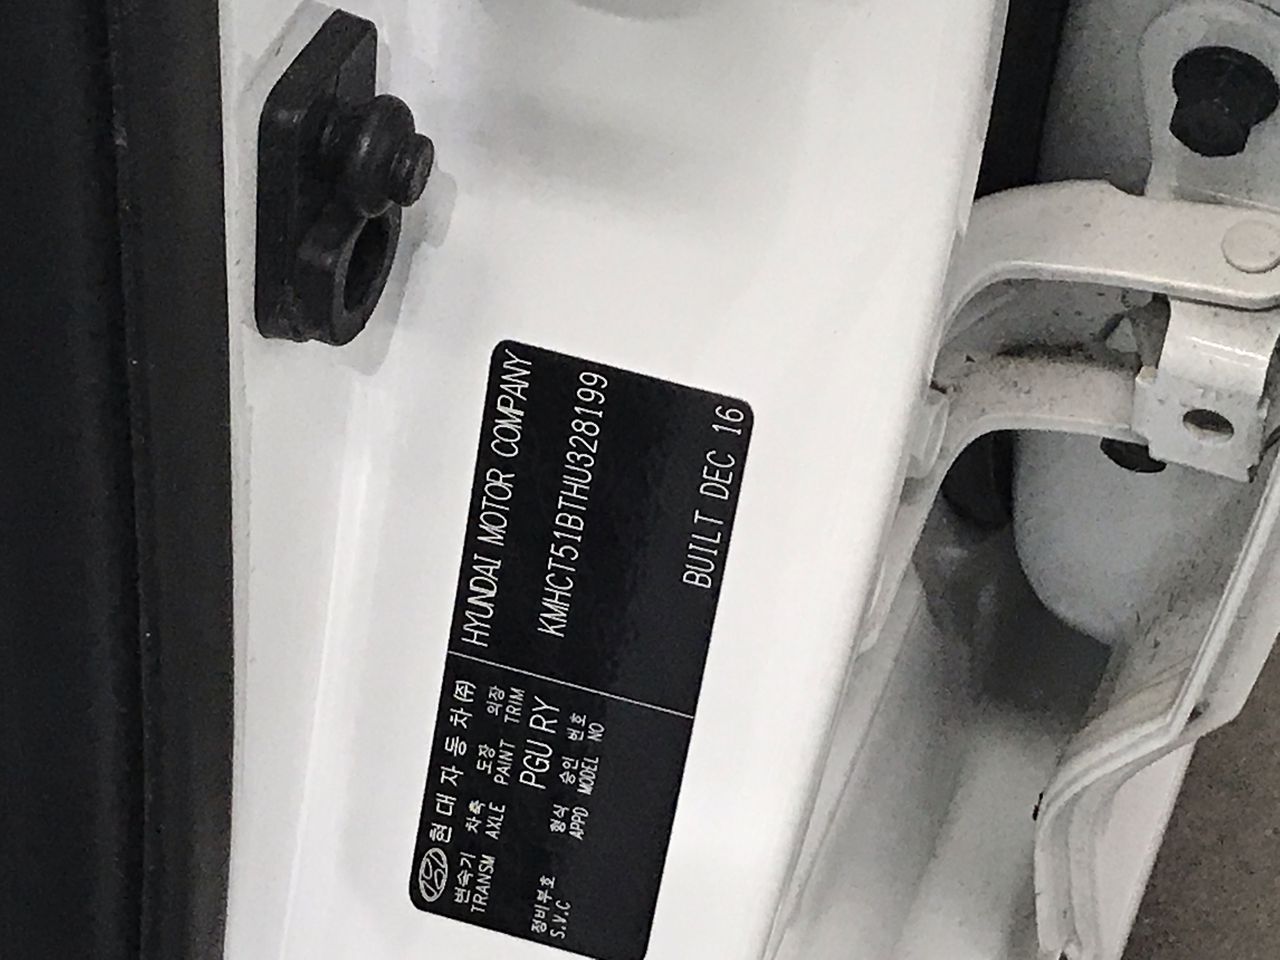 현대자동차(주)
HYUNDAI MOTOR COMPANY
변속기 차축 도장 의장
TRANSM AXLE PAINT TRIM
PGU RY
KMHCT51BTHU328199
형식 승인 번호
APPD MODEL NO
정비부호
S.V.C
BUILT DEC 16